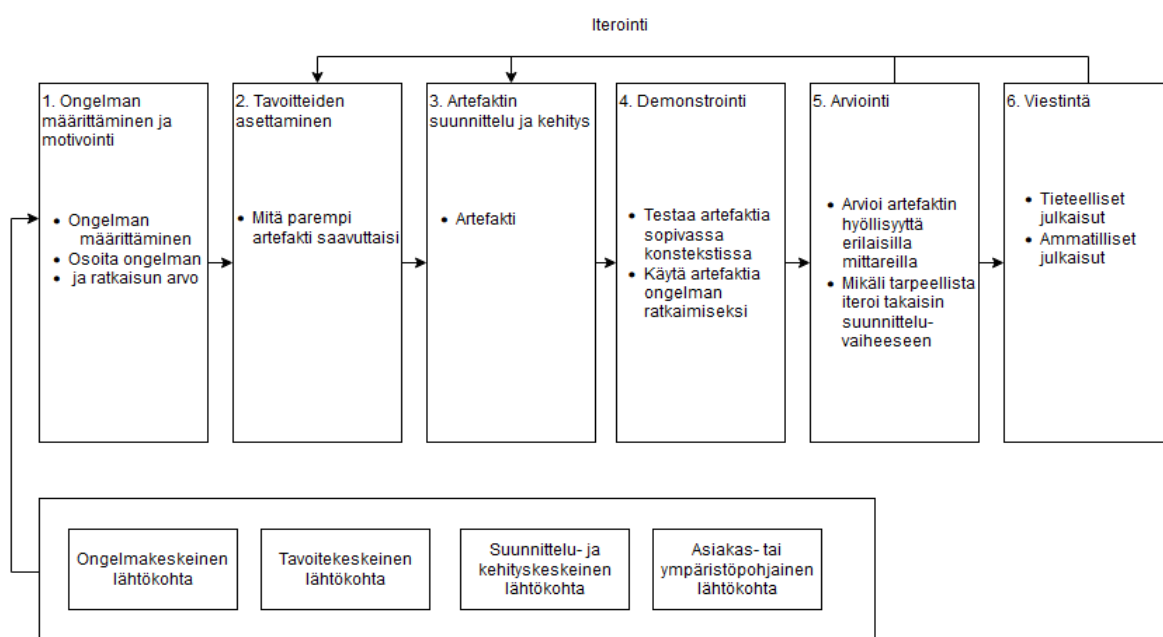 Iterointi
1. Ongelman
määrittäminen ja
motivointi
• Ongelman
määrittäminen
• Osoita ongelman
• ja ratkaisun arvo
2. Tavoitteiden
asettaminen
• Mitä parempi
artefakti saavuttaisi
3. Artefaktin
suunnittelu ja kehitys
• Artefakti
4. Demonstrointi
• Testaa artefaktia
sopivassa
konstekstissa
• Käytä artefaktia
ongelman
ratkaimiseksi
5. Arviointi
• Arvioi artefaktin
hyöllisyyttä
erilaisilla
mittareilla
• Mikäli tarpeellista
iteroi takaisin
suunnittelu-
vaiheeseen
6. Viestintä
• Tieteelliset
julkaisut
• Ammatilliset
julkaisut
Ongelmakeskeinen
lähtökohta
Tavoitekeskeinen
lähtökohta
Suunnittelu- ja
kehityskeskeinen
lähtökohta
Asiakas- tai
ympäristöpohjainen
lähtökohta